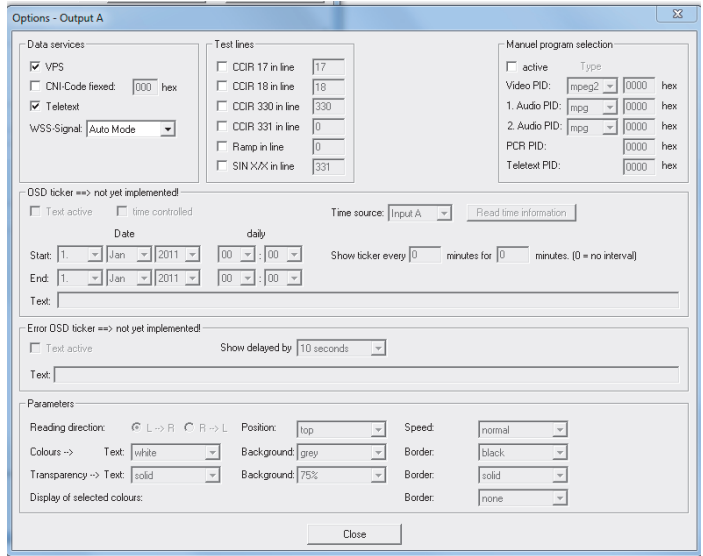 Options - Output A
Data services
VPS
CNI-Code fiexed: 000 hex
Teletext
WSS-Signal: Auto Mode
Test lines
CCIR 17 in line 17
CCIR 18 in line 18
CCIR 330 in line 330
CCIR 331 in line 0
Ramp in line 0
SIN X/X in line 331
Manuel program selection
active Type
Video PID: mpeg2 0000 hex
1. Audio PID: mpg 0000 hex
2. Audio PID: mpg 0000 hex
PCR PID: 0000 hex
Teletext PID: 0000 hex
OSD ticker ==> not yet implemented!
Text active time controlled Time source: Input A Read time information
Date daily
Start: 1. Jan 2011 00 : 00 Show ticker every 0 minutes for 0 minutes. (0 = no interval)
End: 1. Jan 2011 00 : 00
Text:
Error OSD ticker ==> not yet implemented!
Text active Show delayed by 10 seconds
Text:
Parameters
Reading direction: L --> R R --> L Position: top Speed: normal
Colours --> Text: white Background: grey Border: black
Transparency --> Text: solid Background: 75% Border: solid
Display of selected colours: Border: none
Close